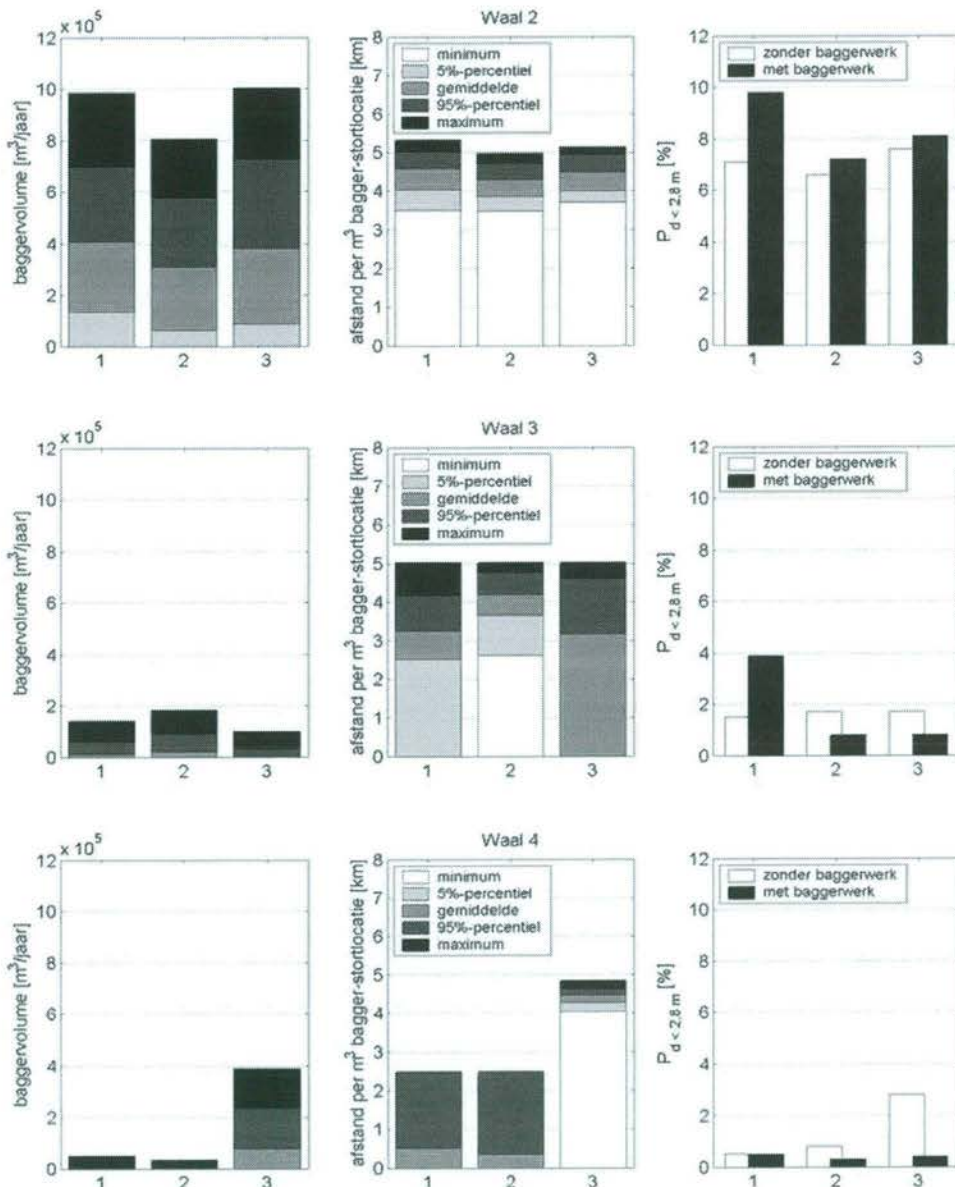 Waal 2
x 10^5
baggervolume [m³/jaar]
12
10
8
6
4
2
0
1 2 3
afstand per m³ bagger-stortlocatie [km]
8
7
6
5
4
3
2
1
0
minimum
5%-percentiel
gemiddelde
95%-percentiel
maximum
1 2 3
P d < 2.8 m [%]
12
10
8
6
4
2
0
zonder baggerwerk
met baggerwerk
1 2 3
Waal 3
x 10^5
baggervolume [m³/jaar]
12
10
8
6
4
2
0
1 2 3
afstand per m³ bagger-stortlocatie [km]
8
7
6
5
4
3
2
1
0
minimum
5%-percentiel
gemiddelde
95%-percentiel
maximum
1 2 3
P d < 2.8 m [%]
12
10
8
6
4
2
0
zonder baggerwerk
met baggerwerk
1 2 3
Waal 4
x 10^5
baggervolume [m³/jaar]
12
10
8
6
4
2
0
1 2 3
afstand per m³ bagger-stortlocatie [km]
8
7
6
5
4
3
2
1
0
minimum
5%-percentiel
gemiddelde
95%-percentiel
maximum
1 2 3
P d < 2.8 m [%]
12
10
8
6
4
2
0
zonder baggerwerk
met baggerwerk
1 2 3